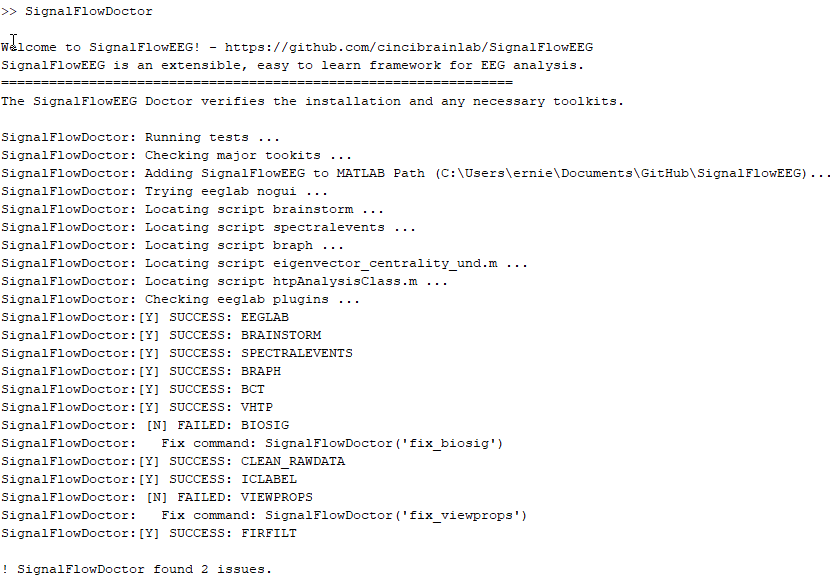 >> SignalFlowDoctor
Welcome to SignalFlowEEG! - https://github.com/cincibrainlab/SignalFlowEEG
SignalFlowEEG is an extensible, easy to learn framework for EEG analysis.
================================================================
The SignalFlowEEG Doctor verifies the installation and any necessary toolkits.
SignalFlowDoctor: Running tests ...
SignalFlowDoctor: Checking major tookits ...
SignalFlowDoctor: Adding SignalFlowEEG to MATLAB Path (C:\Users\ernie\Documents\GitHub\SignalFlowEEG)...
SignalFlowDoctor: Trying eeglab nogui ...
SignalFlowDoctor: Locating script brainstorm ...
SignalFlowDoctor: Locating script spectralevents ...
SignalFlowDoctor: Locating script braph ...
SignalFlowDoctor: Locating script eigenvector_centrality_und.m ...
SignalFlowDoctor: Locating script htpAnalysisClass.m ...
SignalFlowDoctor: Checking eeglab plugins ...
SignalFlowDoctor:[Y] SUCCESS: EEGLAB
SignalFlowDoctor:[Y] SUCCESS: BRAINSTORM
SignalFlowDoctor:[Y] SUCCESS: SPECTRALEVENTS
SignalFlowDoctor:[Y] SUCCESS: BRAPH
SignalFlowDoctor:[Y] SUCCESS: BCT
SignalFlowDoctor:[Y] SUCCESS: VHTP
SignalFlowDoctor: [N] FAILED: BIOSIG
SignalFlowDoctor:   Fix command: SignalFlowDoctor('fix_biosig')
SignalFlowDoctor:[Y] SUCCESS: CLEAN_RAWDATA
SignalFlowDoctor:[Y] SUCCESS: ICLABEL
SignalFlowDoctor: [N] FAILED: VIEWPROPS
SignalFlowDoctor:   Fix command: SignalFlowDoctor('fix_viewprops')
SignalFlowDoctor:[Y] SUCCESS: FIRFILT
! SignalFlowDoctor found 2 issues.